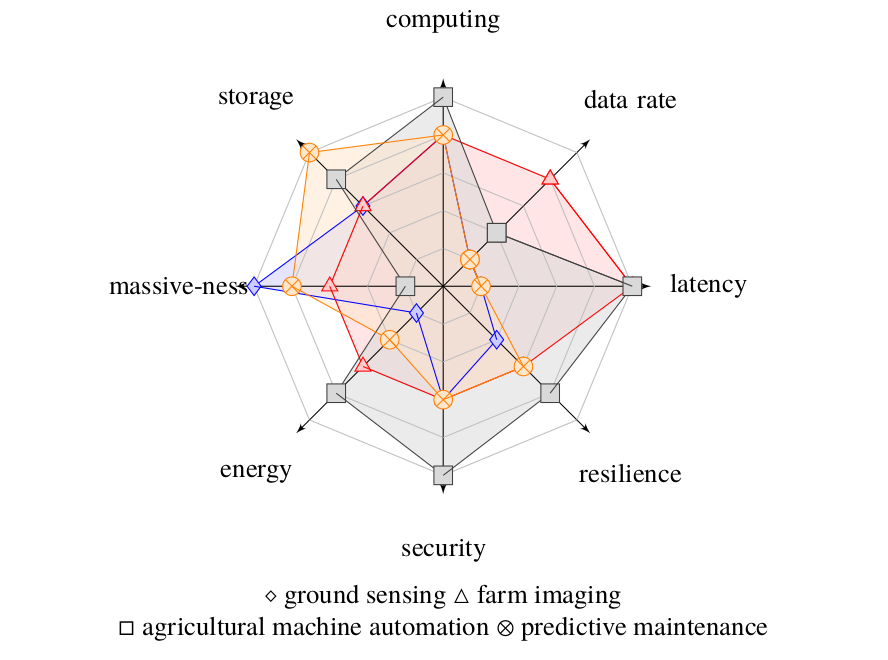 computing
storage
data rate
massive-ness
latency
energy
resilience
security
⋄ ground sensing △ farm imaging
□ agricultural machine automation ⊗ predictive maintenance